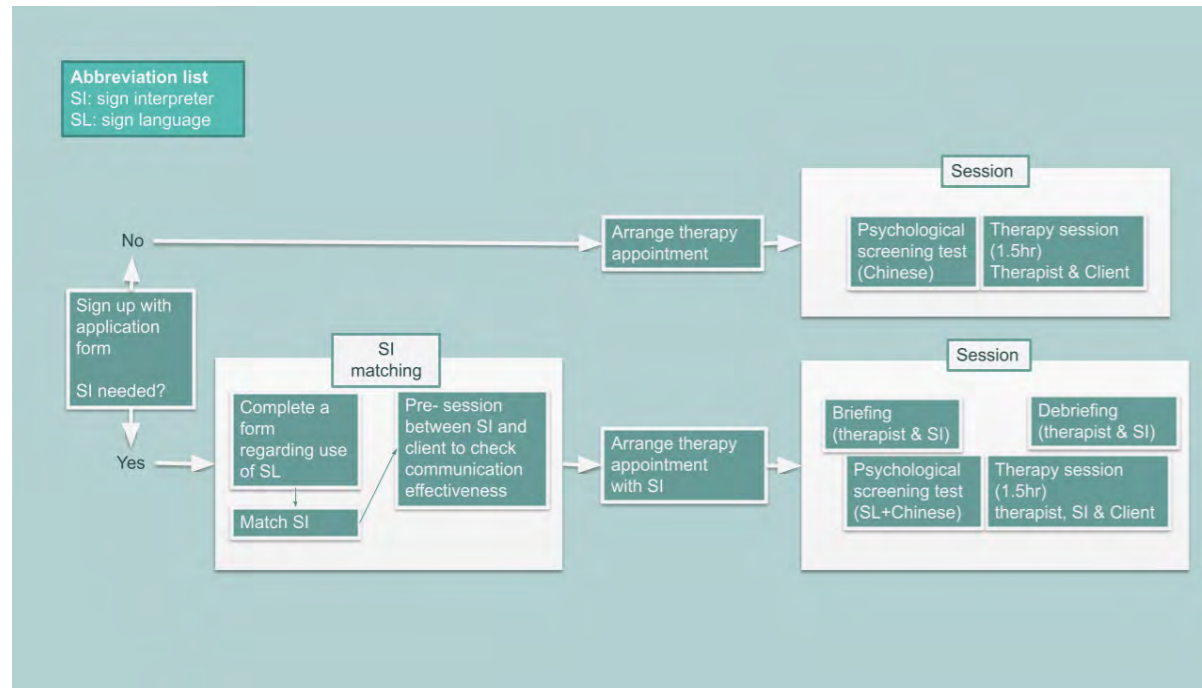 Abbreviation list
SI: sign interpreter
SL: sign language
Session
No
Arrange therapy
appointment
Psychological
screening test
(Chinese)
Therapy session
(1.5hr)
Therapist & Client
Sign up with
application
form
SI needed?
Yes
SI
matching
Complete a
form
regarding use
of SL
Match SI
Pre- session
between SI and
client to check
communication
effectiveness
Arrange therapy
appointment
with SI
Session
Briefing
(therapist & SI)
Debriefing
(therapist & SI)
Psychological
screening test
(SL+Chinese)
Therapy session
(1.5hr)
therapist, SI & Client